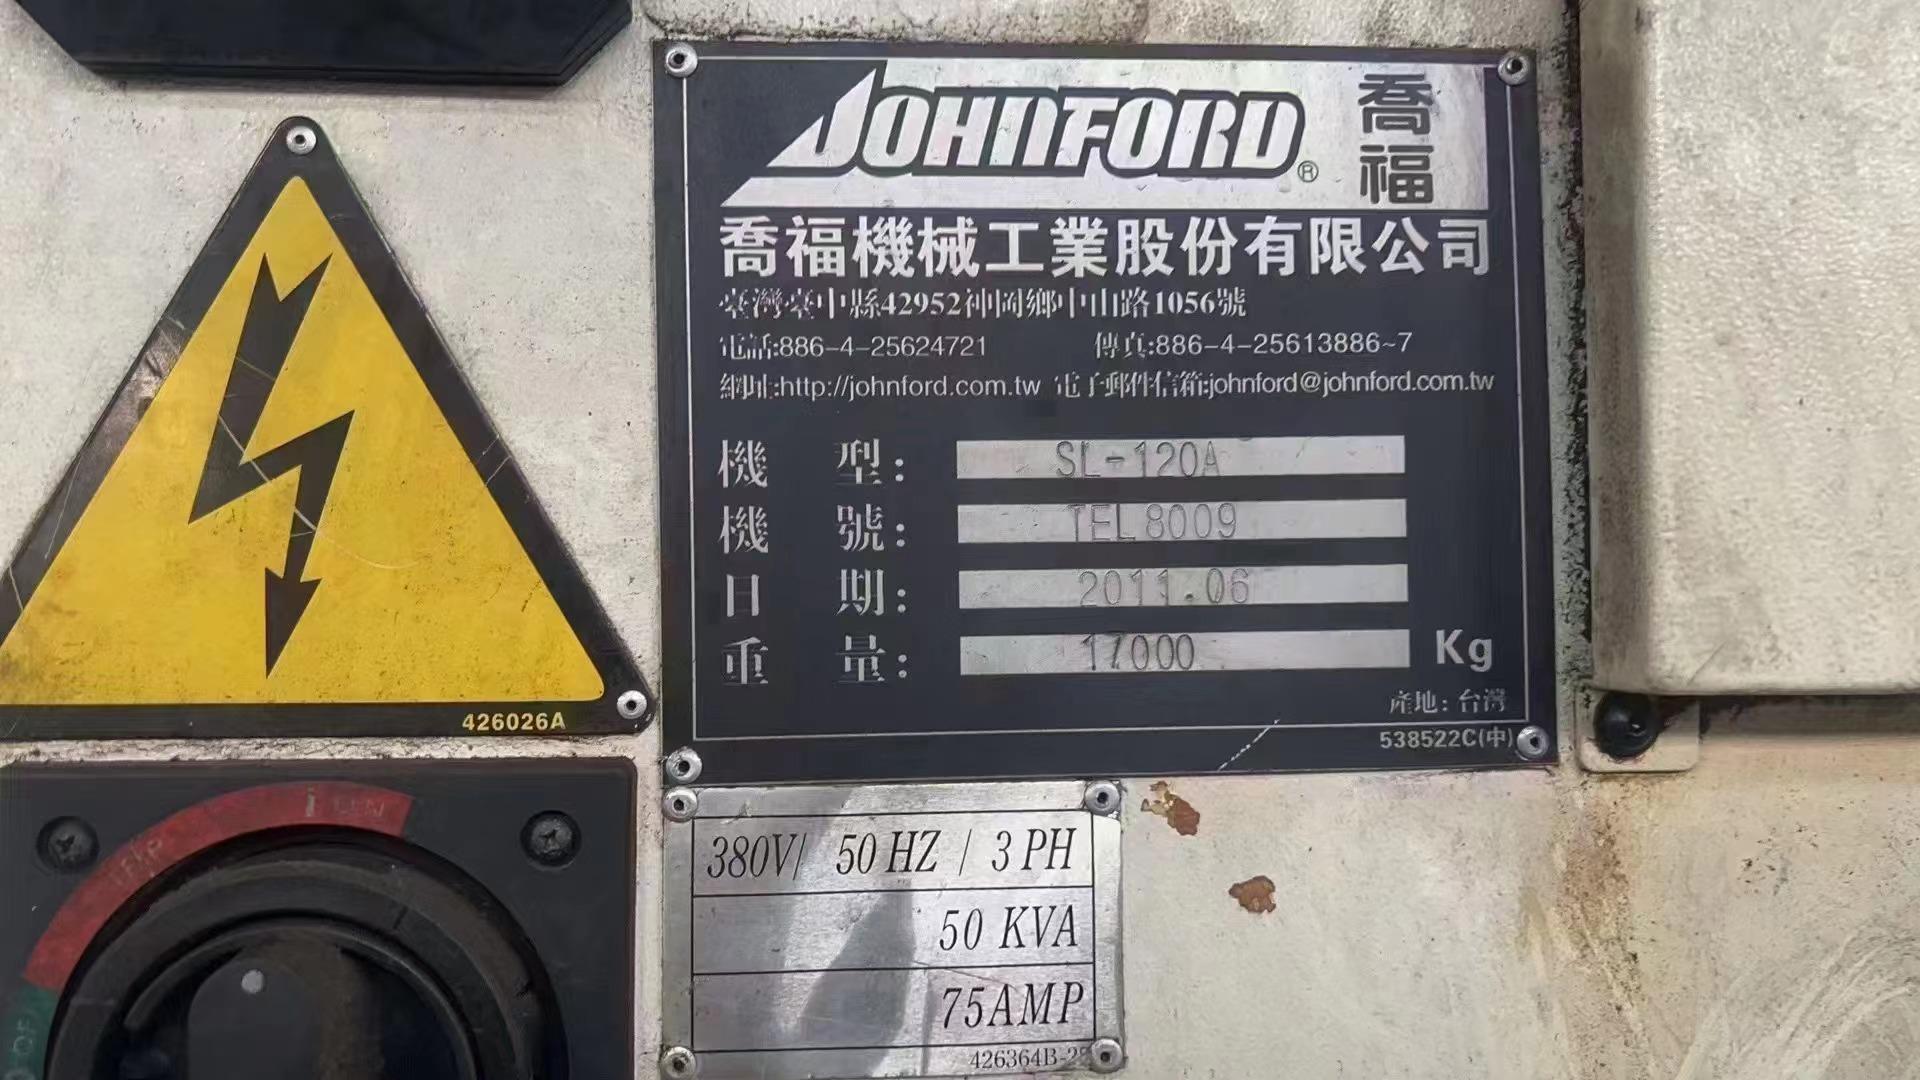 JOHNFORD®
喬福
喬福機械工業股份有限公司
臺灣臺中縣42952神岡鄉中山路1056號
電話:886-4-25624721 傳真:886-4-25613886~7
網址:http://johnford.com.tw 電子郵件信箱:johnford@johnford.com.tw
機型: SL-120A
機號: TEL8009
日期: 2011.06
重量: 17000 Kg
產地: 台灣
538522C(中)
426026A
380V/ 50 HZ / 3 PH
50 KVA
75AMP